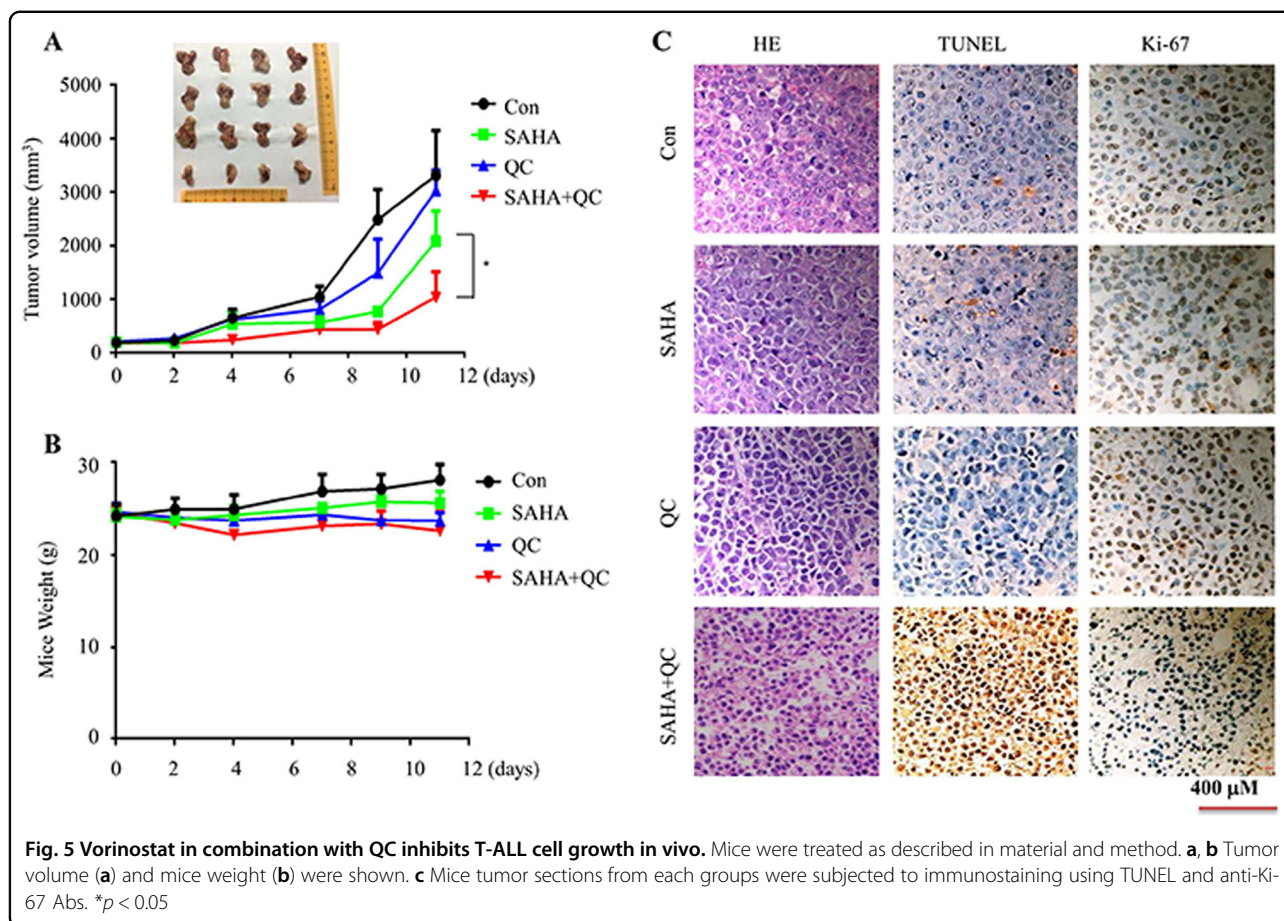 A
Tumor volume (mm³)
5000
4000
3000
2000
1000
0
0 2 4 6 8 10 12 (days)
Con
SAHA
QC
SAHA+QC
*
B
Mice Weight (g)
30
20
10
0
0 2 4 6 8 10 12 (days)
Con
SAHA
QC
SAHA+QC
C
HE TUNEL Ki-67
Con
SAHA
QC
SAHA+QC
400 µM
Fig. 5 Vorinostat in combination with QC inhibits T-ALL cell growth in vivo. Mice were treated as described in material and method. a, b Tumor
volume (a) and mice weight (b) were shown. c Mice tumor sections from each groups were subjected to immunostaining using TUNEL and anti-Ki-
67 Abs. *p < 0.05